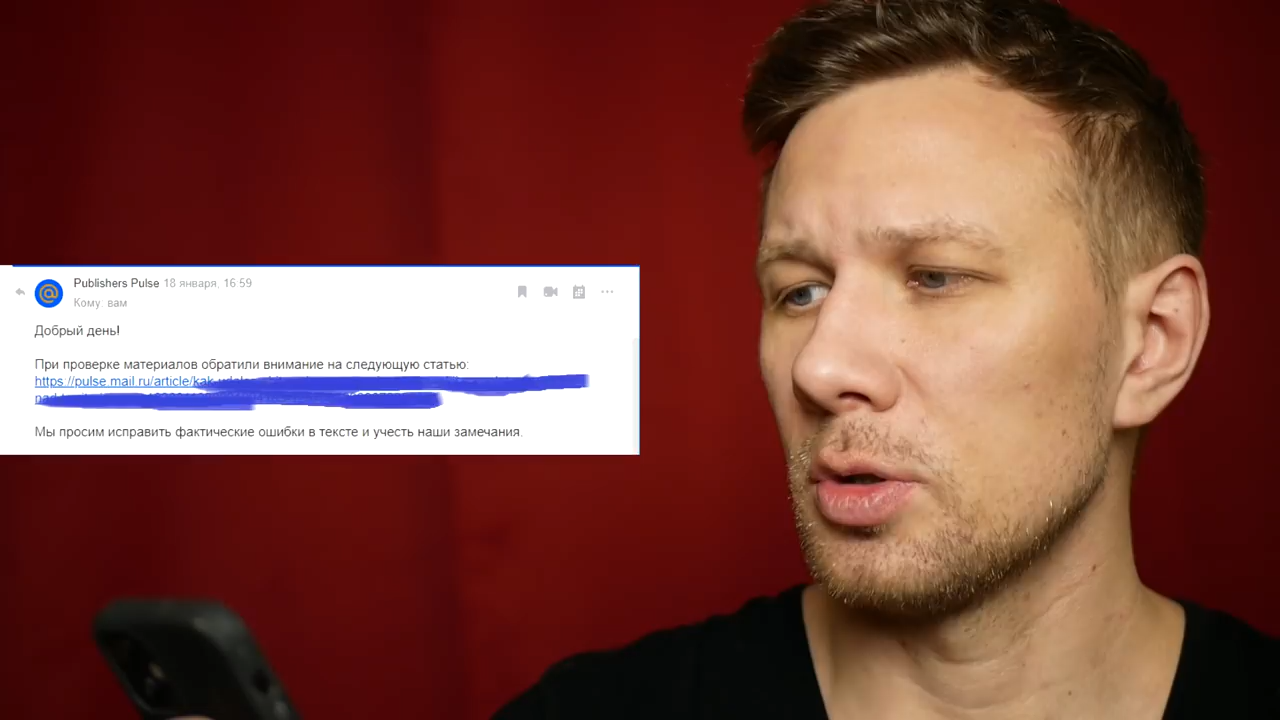 Publishers Pulse 18 января. 16 59
Кому. вам
Добрый день!
При проверке материалов обратили внимание на следующую статью:
https://pulse.mail.ru/article/kak
Мы просим исправить фактические ошибки в тексте и учесть наши замечания.